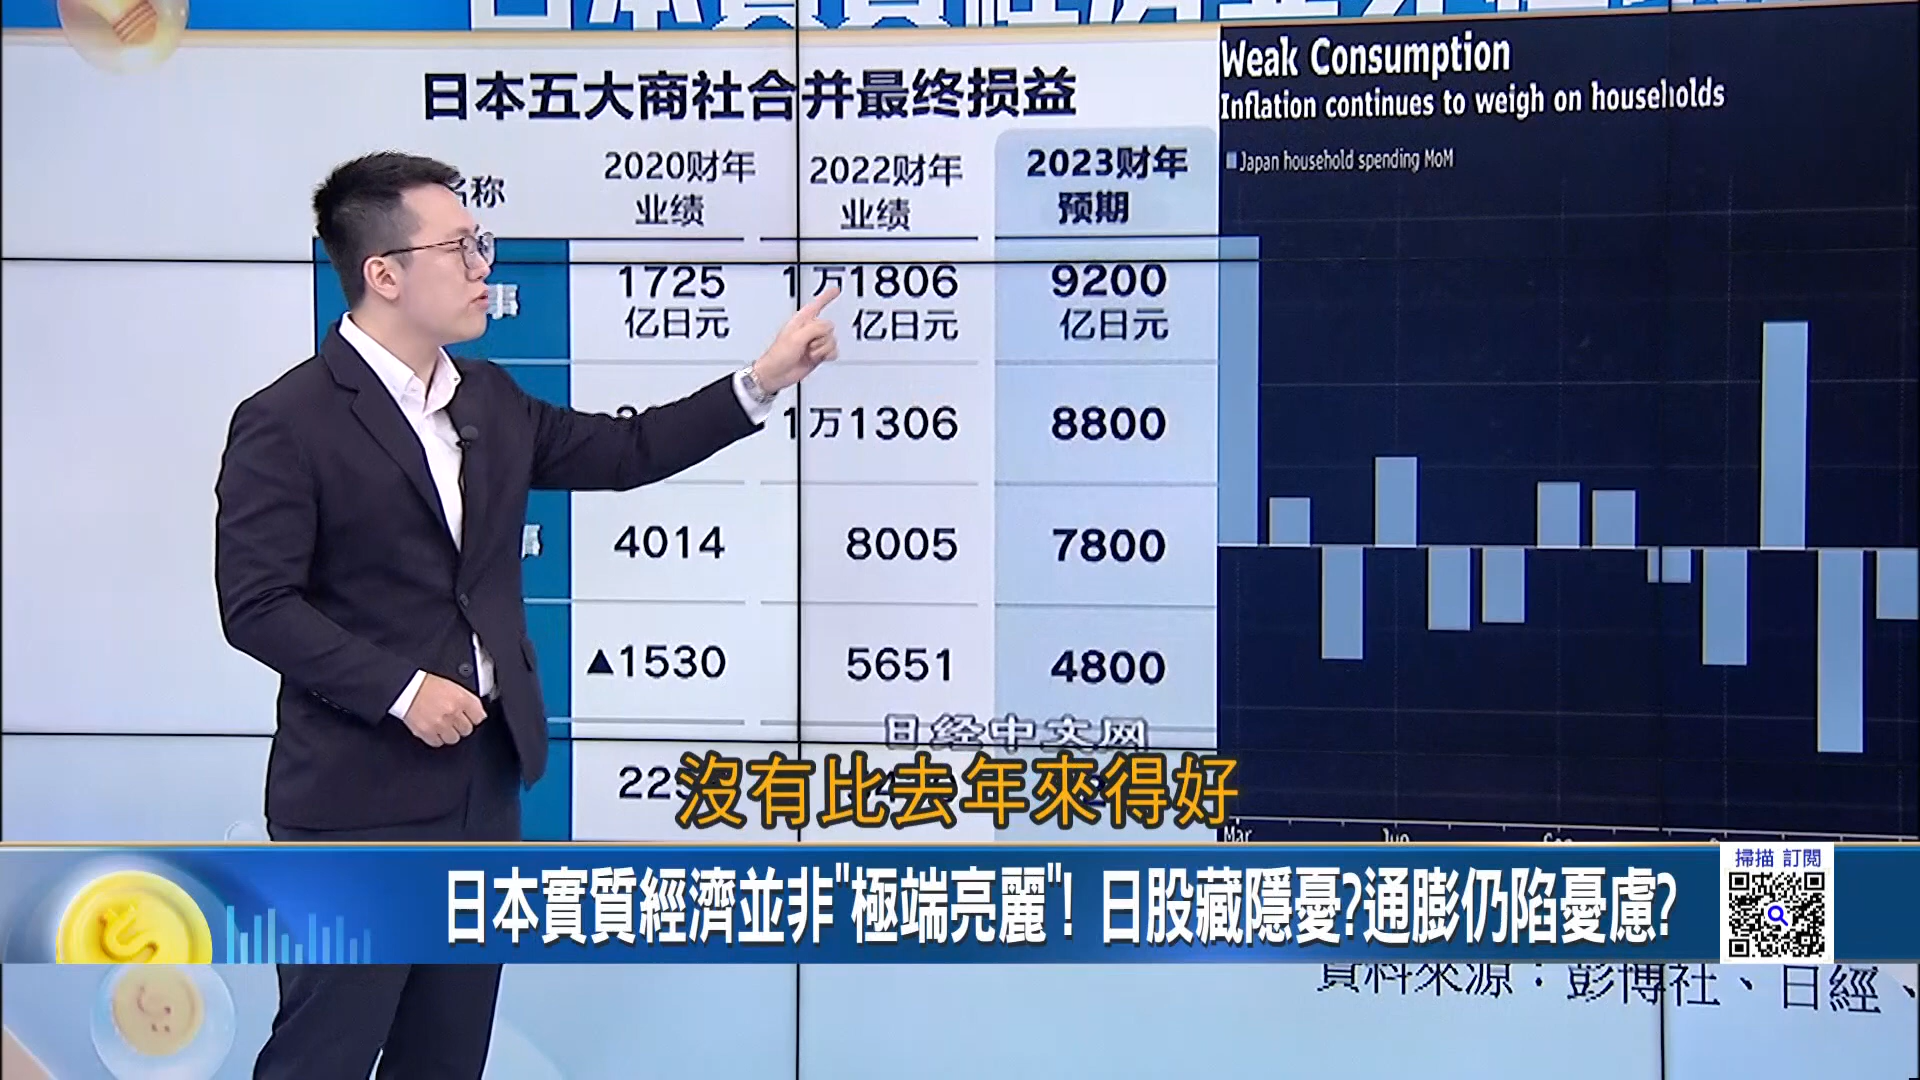 日本五大商社合并最终损益
名称
2020财年
业绩
2022财年
业绩
2023财年
预期
事
1725
亿日元
1万1806
亿日元
9200
亿日元
1万1306
8800
事
4014
8005
7800
▲1530
5651
4800
日经中文网
Weak Consumption
Inflation continues to weigh on households
Japan household spending MoM
Mar
Jun
Sep
沒有比去年來得好
日本實質經濟並非"極端亮麗"! 日股藏隱憂?通膨仍陷憂慮?
掃描 訂閱
資料來源：彭博社、日經、